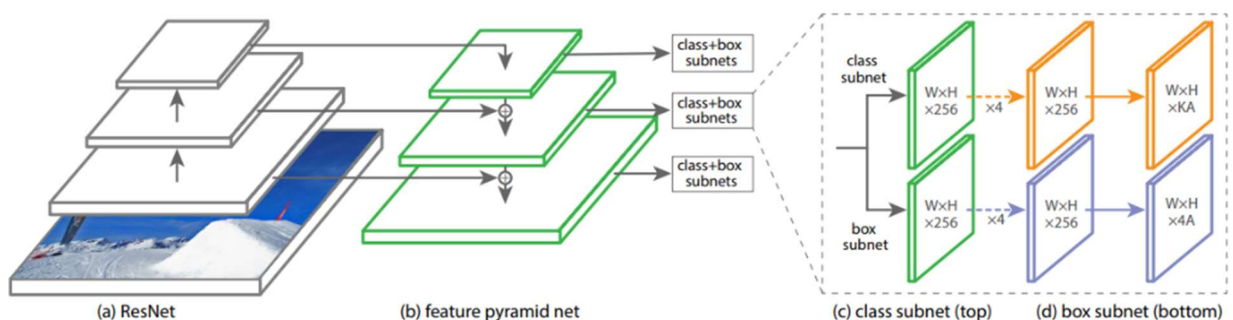 class+box
subnets
class+box
subnets
class+box
subnets
class
subnet
W×H
×256
×4
W×H
×256
W×H
×KA
box
subnet
W×H
×256
×4
W×H
×256
W×H
×4A
(a) ResNet
(b) feature pyramid net
(c) class subnet (top)
(d) box subnet (bottom)